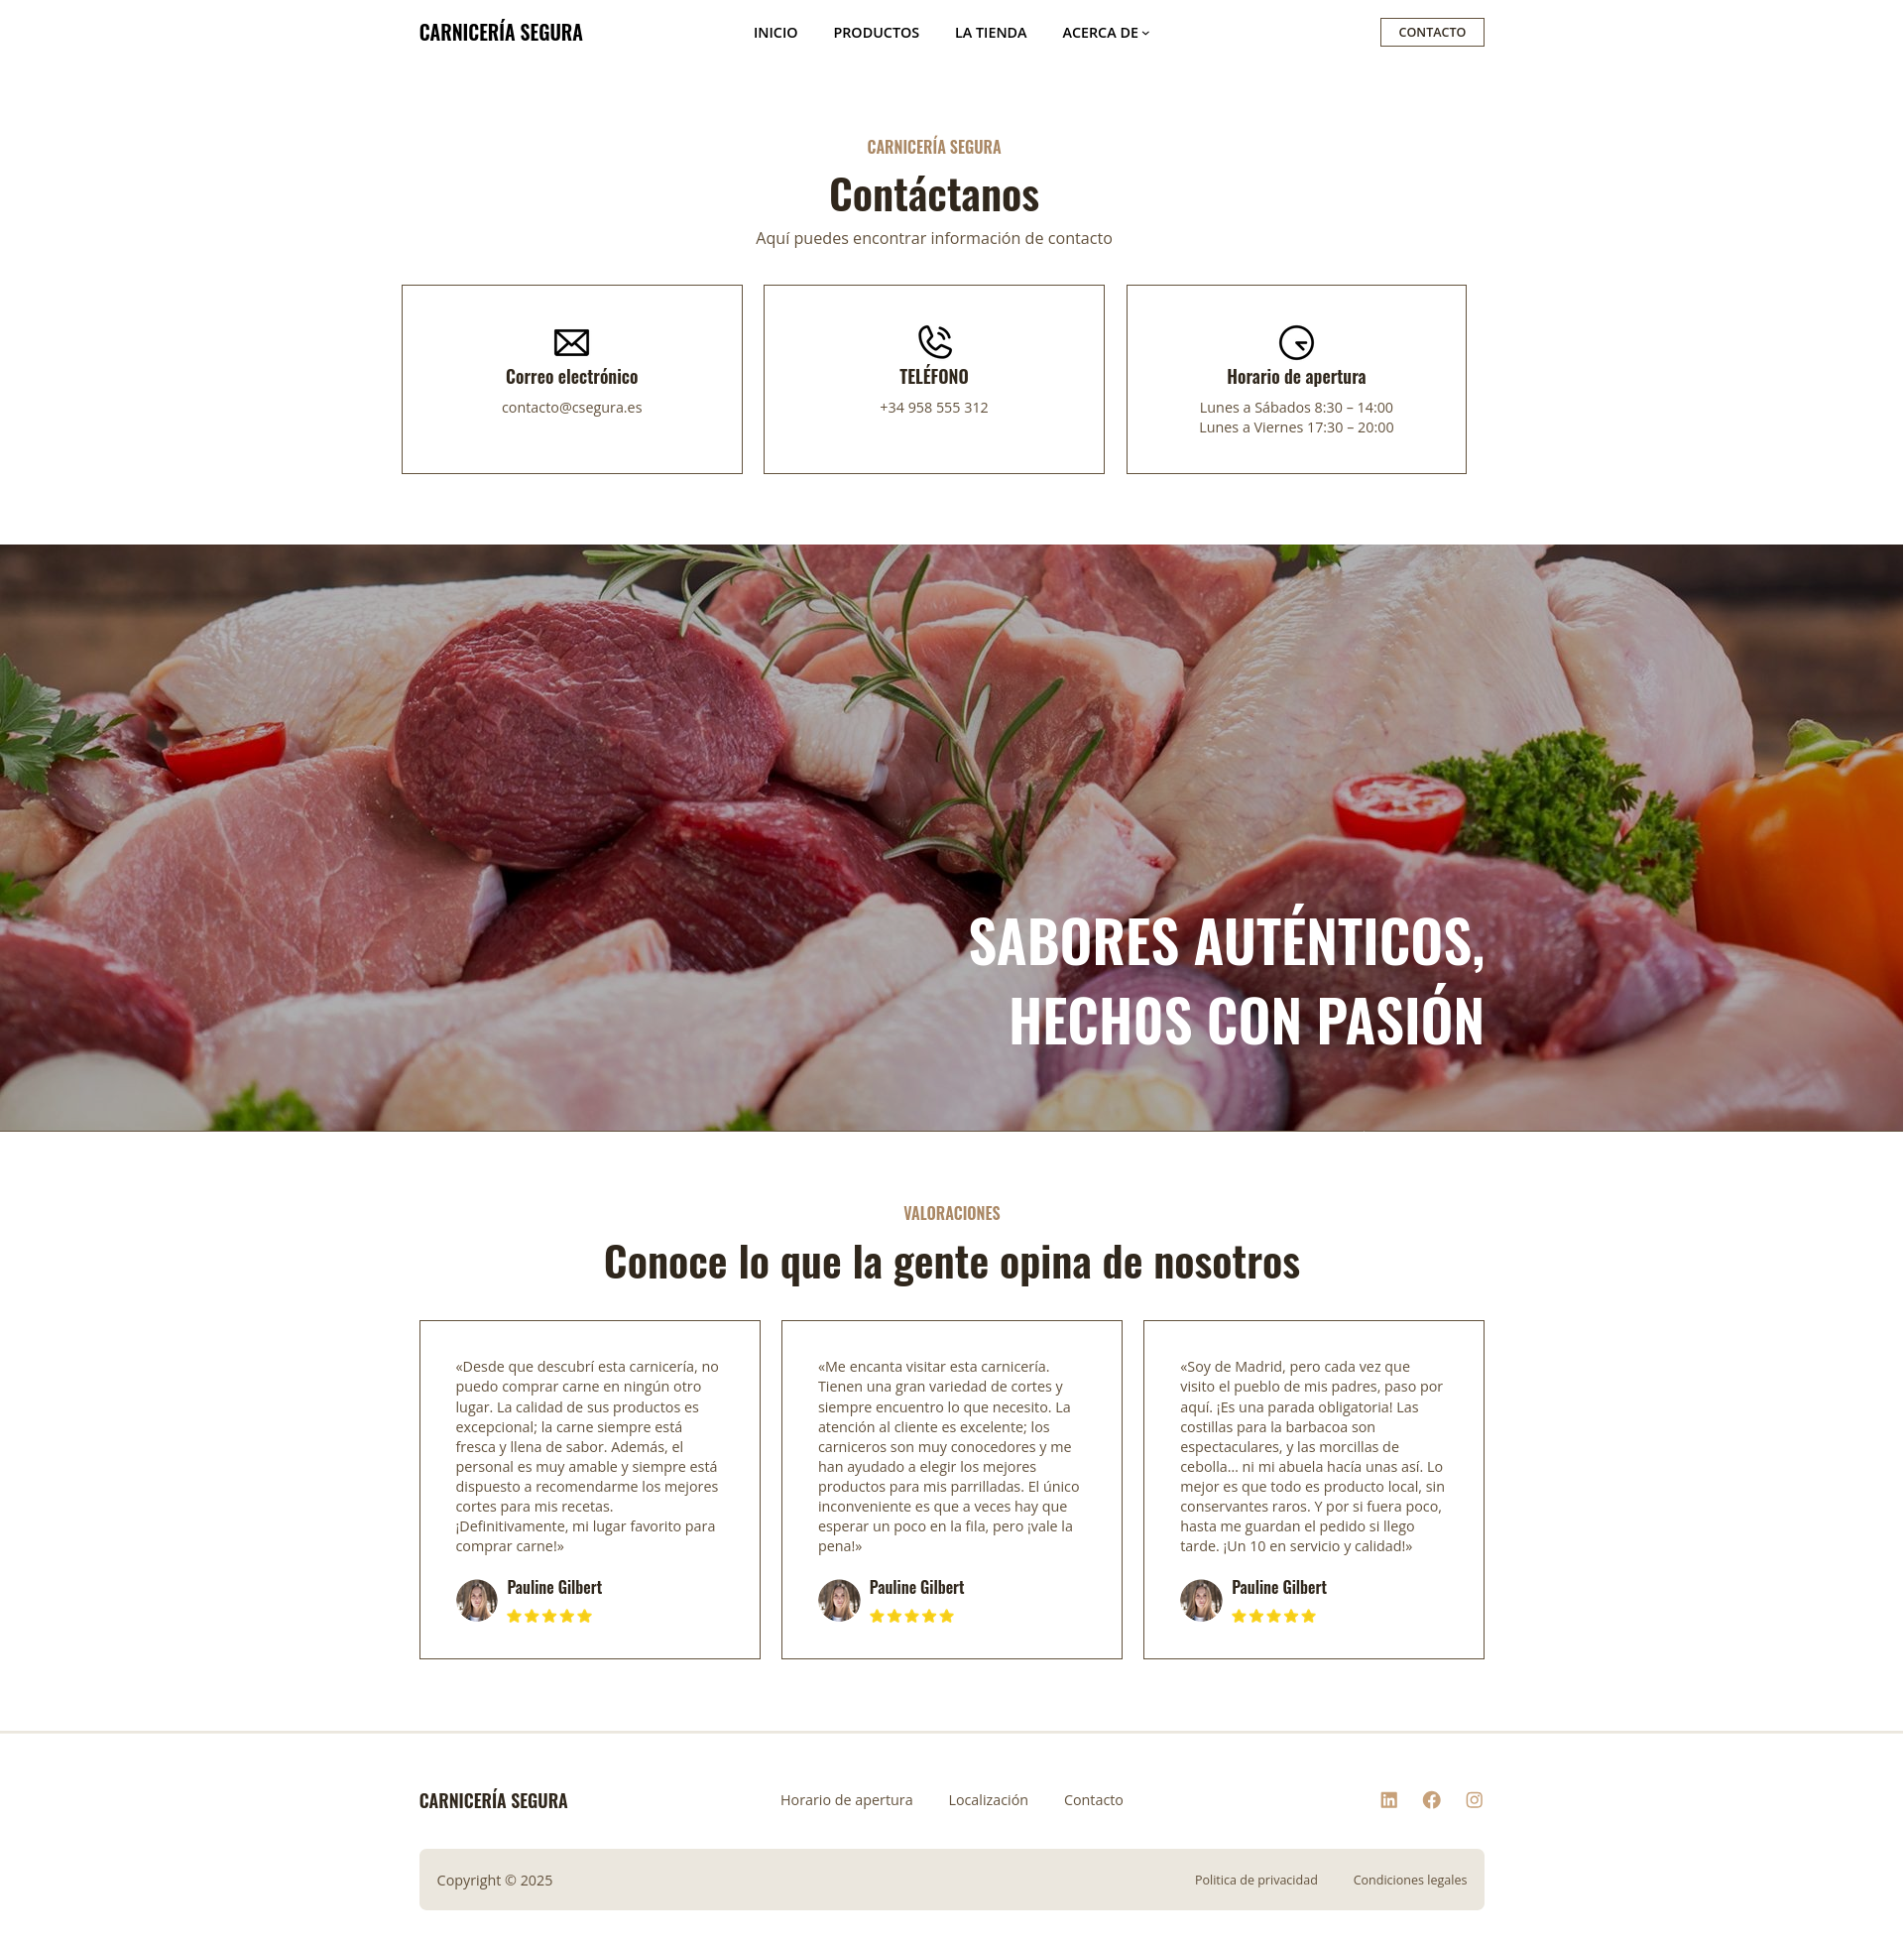 CARNICERÍA SEGURA
INICIO
PRODUCTOS
LA TIENDA
ACERCA DE
CONTACTO
CARNICERÍA SEGURA
Contáctanos
Aquí puedes encontrar información de contacto
Correo electrónico
contacto@csegura.es
TELÉFONO
+34 958 555 312
Horario de apertura
Lunes a Sábados 8:30 – 14:00
Lunes a Viernes 17:30 – 20:00
SABORES AUTÉNTICOS,
HECHOS CON PASIÓN
VALORACIONES
Conoce lo que la gente opina de nosotros
«Desde que descubrí esta carnicería, no
puedo comprar carne en ningún otro
lugar. La calidad de sus productos es
excepcional; la carne siempre está
fresca y llena de sabor. Además, el
personal es muy amable y siempre está
dispuesto a recomendarme los mejores
cortes para mis recetas.
¡Definitivamente, mi lugar favorito para
comprar carne!»
Pauline Gilbert
«Me encanta visitar esta carnicería.
Tienen una gran variedad de cortes y
siempre encuentro lo que necesito. La
atención al cliente es excelente; los
carniceros son muy conocedores y me
han ayudado a elegir los mejores
productos para mis parrilladas. El único
inconveniente es que a veces hay que
esperar un poco en la fila, pero ¡vale la
pena!»
Pauline Gilbert
«Soy de Madrid, pero cada vez que
visito el pueblo de mis padres, paso por
aquí. ¡Es una parada obligatoria! Las
costillas para la barbacoa son
espectaculares, y las morcillas de
cebolla… ni mi abuela hacía unas así. Lo
mejor es que todo es producto local, sin
conservantes raros. Y por si fuera poco,
hasta me guardan el pedido si llego
tarde. ¡Un 10 en servicio y calidad!»
Pauline Gilbert
CARNICERÍA SEGURA
Horario de apertura
Localización
Contacto
Copyright © 2025
Politica de privacidad
Condiciones legales